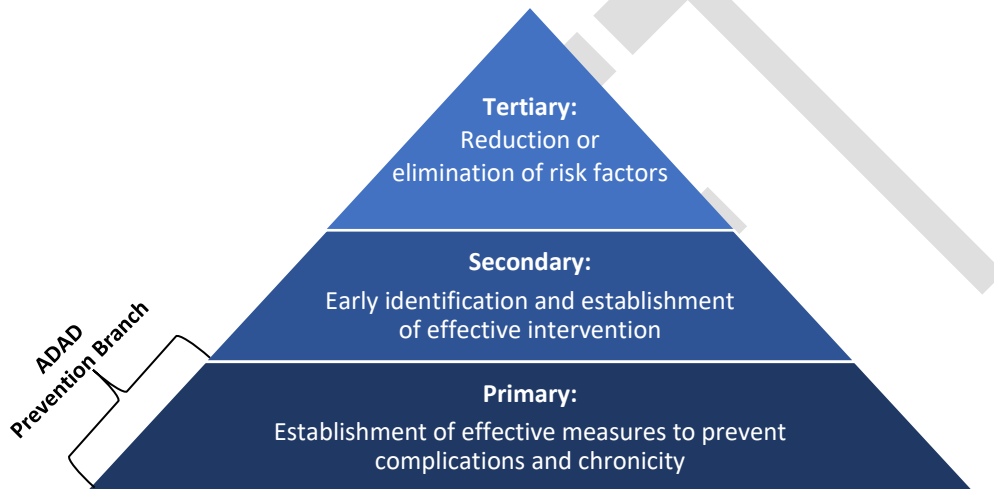 Tertiary:
Reduction or
elimination of risk factors
Secondary:
Early identification and establishment
of effective intervention
ADAD
Prevention Branch
Primary:
Establishment of effective measures to prevent
complications and chronicity